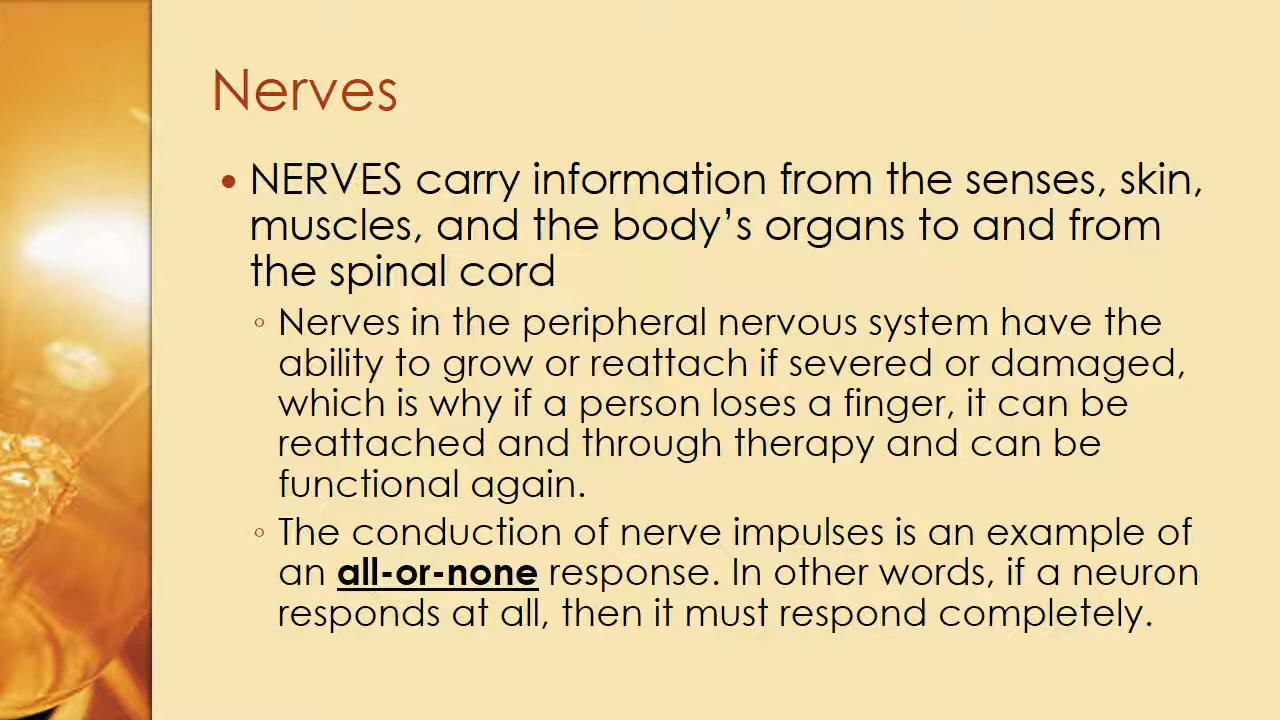 Nerves
• NERVES carry information from the senses, skin,
muscles, and the body’s organs to and from
the spinal cord
◦ Nerves in the peripheral nervous system have the
ability to grow or reattach if severed or damaged,
which is why if a person loses a finger, it can be
reattached and through therapy and can be
functional again.
◦ The conduction of nerve impulses is an example of
an all-or-none response. In other words, if a neuron
responds at all, then it must respond completely.